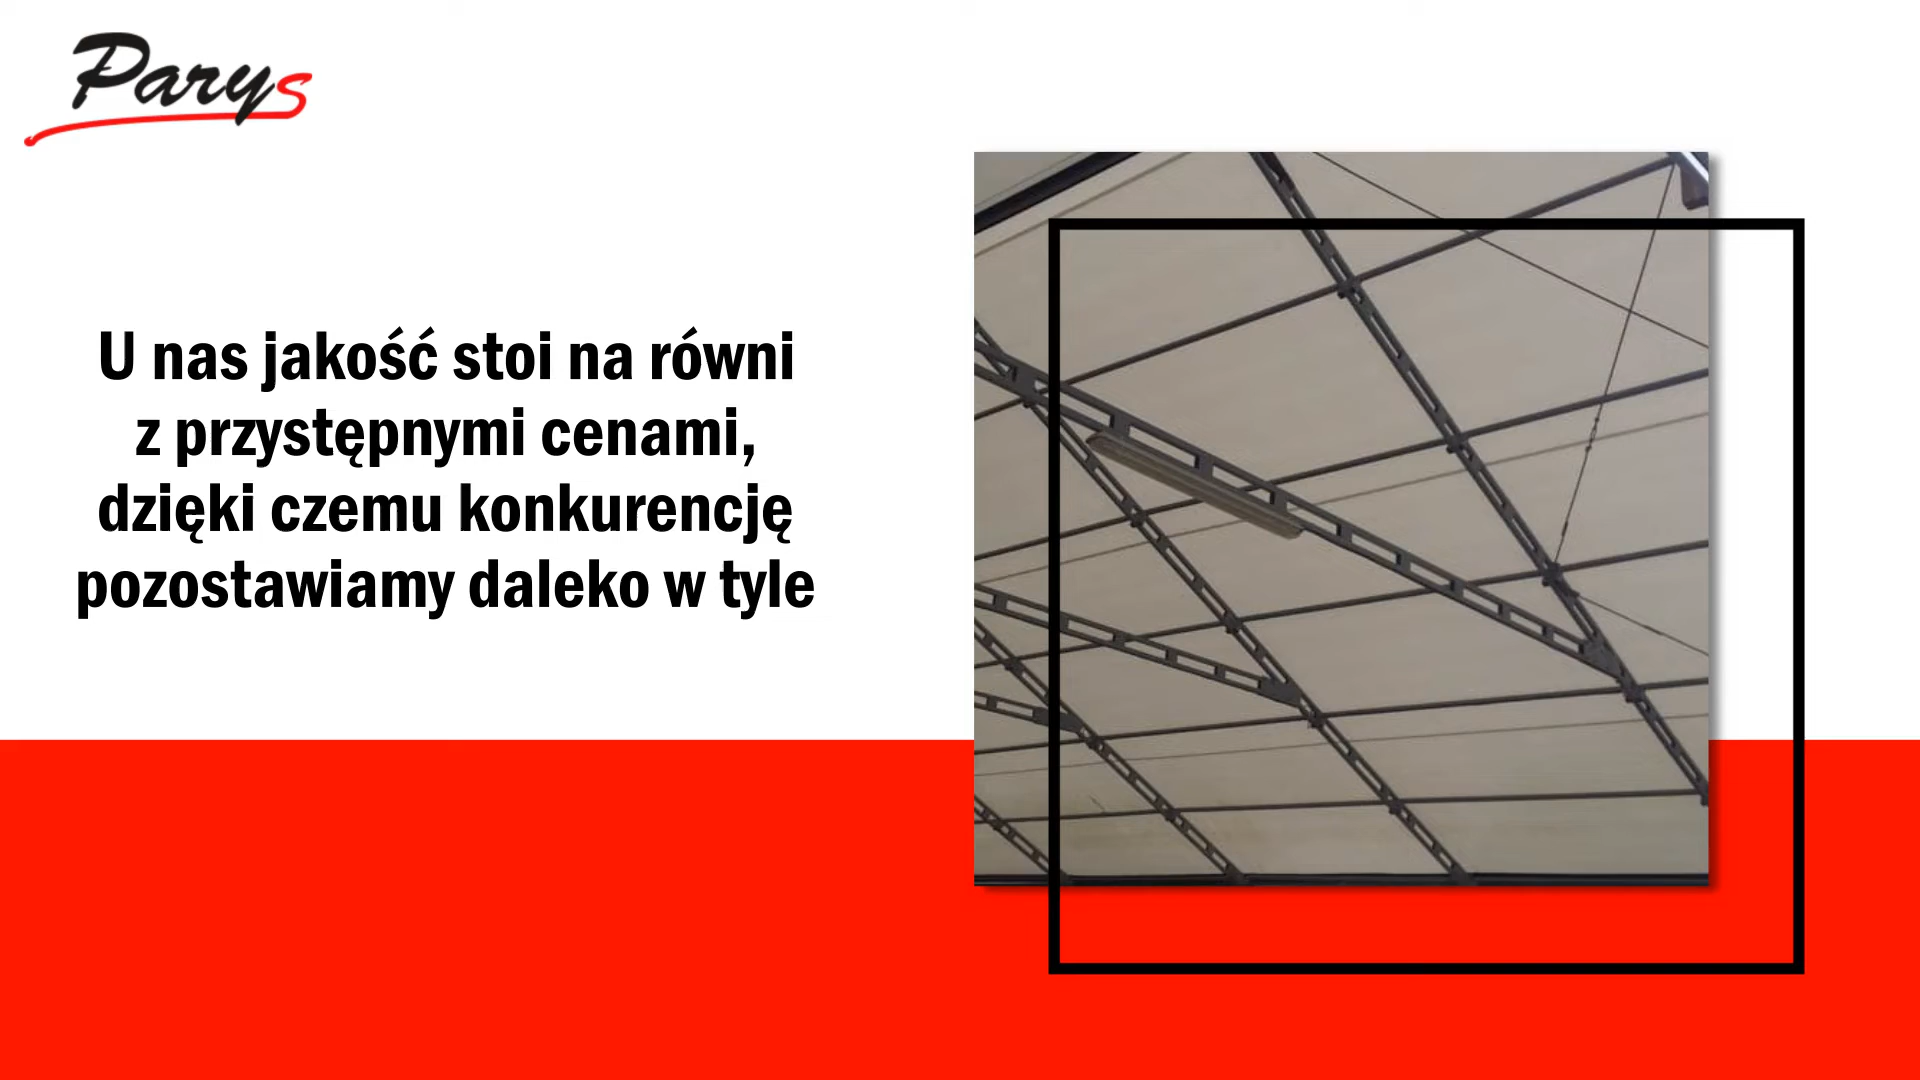 Parys
U nas jakość stoi na równi
z przystępnymi cenami,
dzięki czemu konkurencję
pozostawiamy daleko w tyle